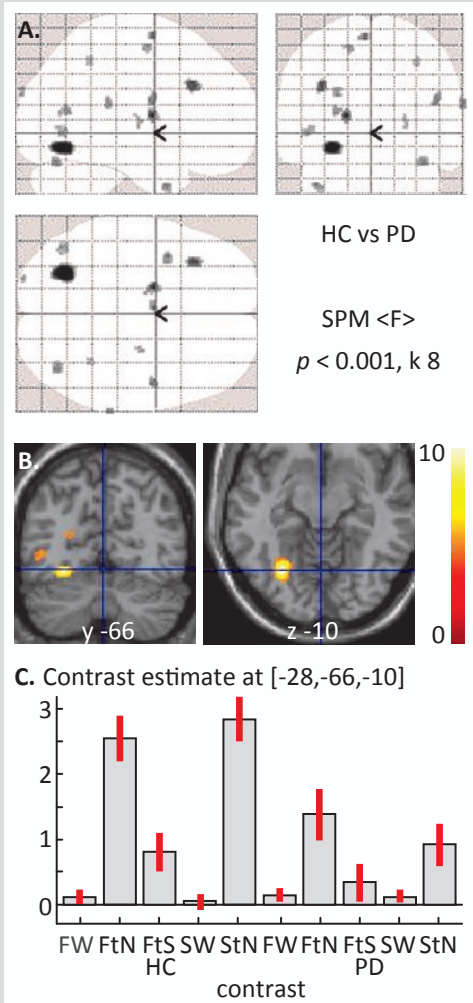 A.
HC vs PD
SPM <F>
p < 0.001, k 8
B.
10
y -66
z -10
0
C. Contrast estimate at [-28,-66,-10]
3
2
1
0
FW FtN FtS SW StN FW FtN FtS SW StN
HC PD
contrast